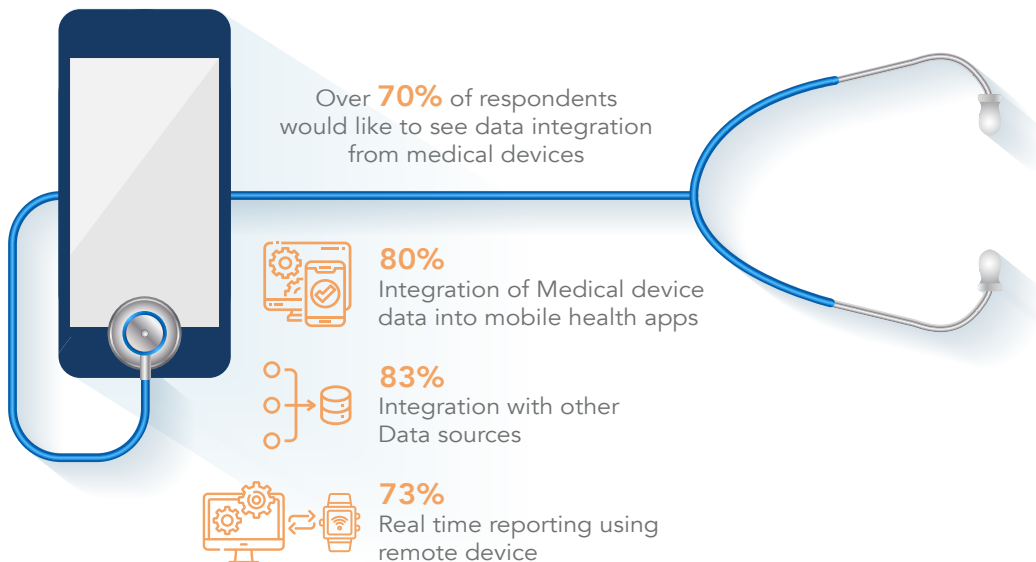 Over 70% of respondents
would like to see data integration
from medical devices
80%
Integration of Medical device
data into mobile health apps
83%
Integration with other
Data sources
73%
Real time reporting using
remote device